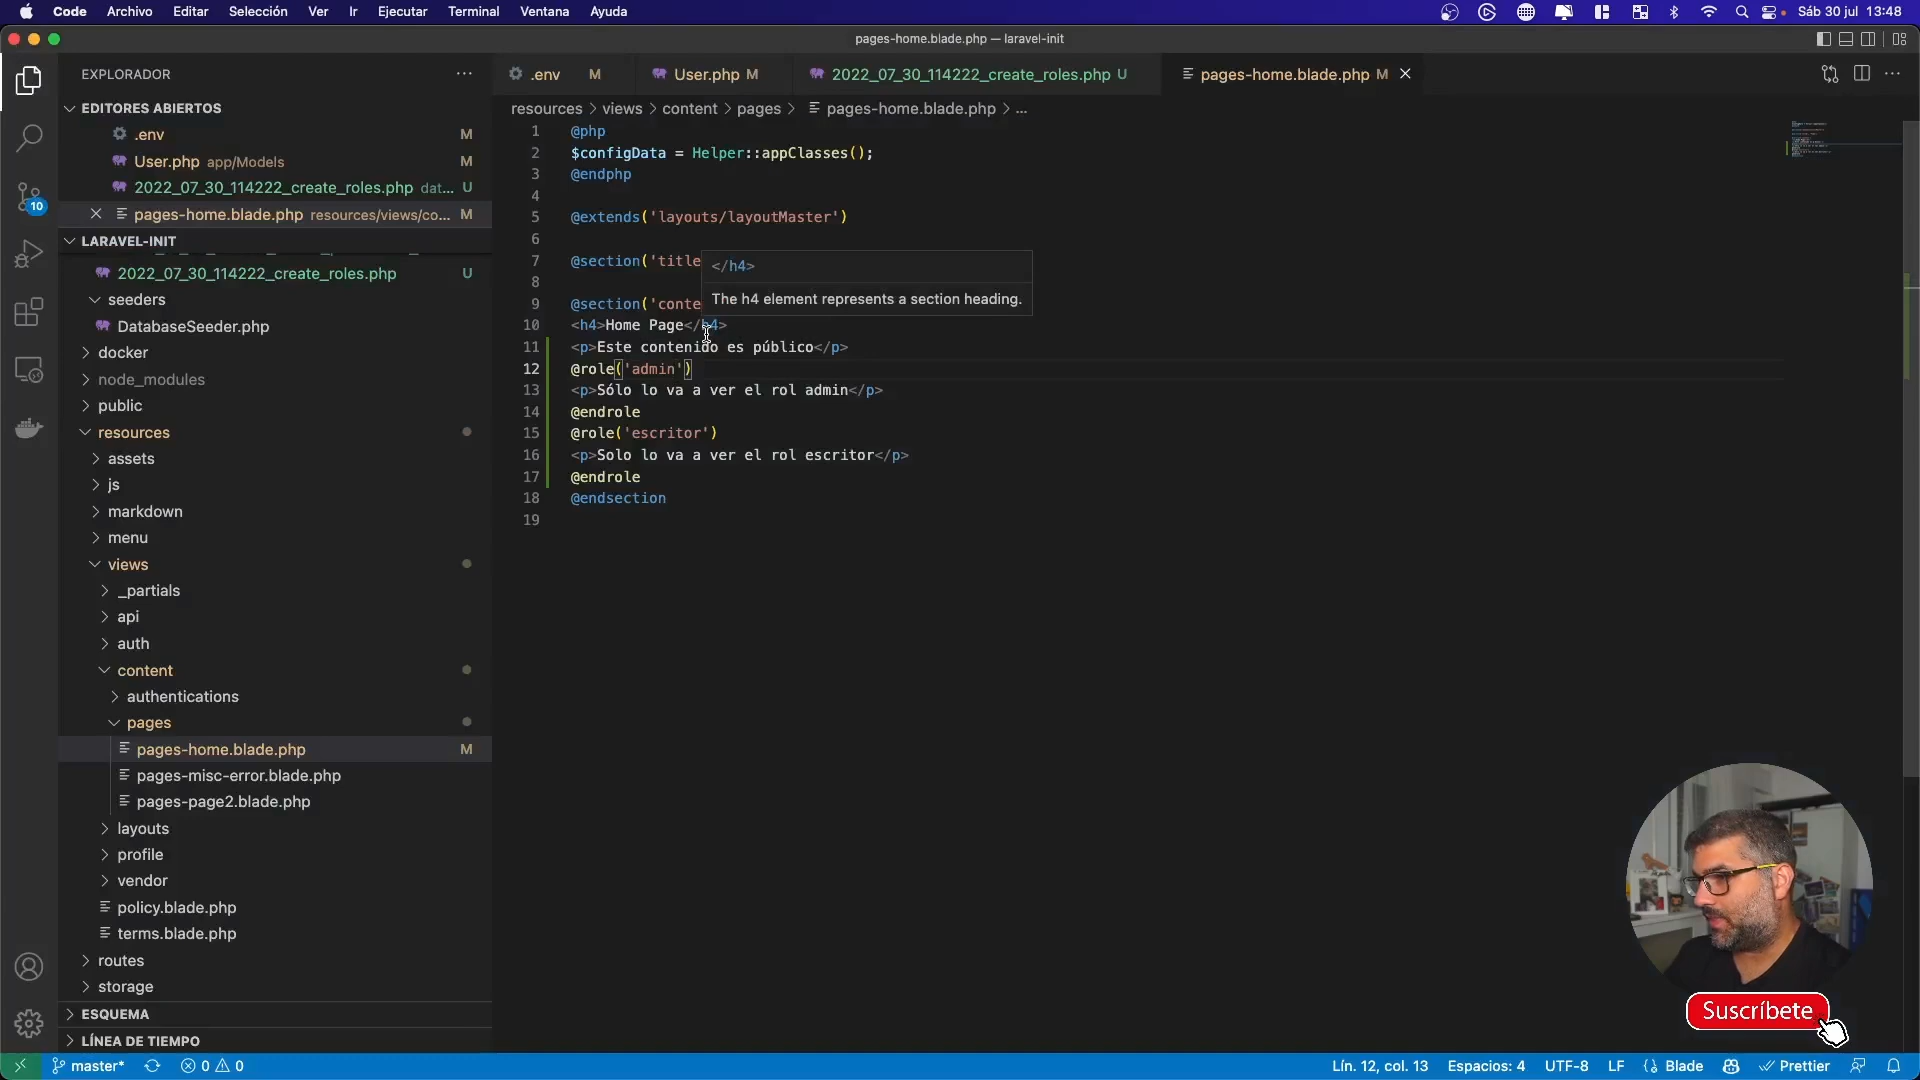 Code Archivo Editar Selección Ver Ir Ejecutar Terminal Ventana Ayuda Sáb 30 jul 13:48
pages-home.blade.php — laravel-init
EXPLORADOR
EDITORES ABIERTOS
.env M
User.php app/Models M
2022_07_30_114222_create_roles.php dat... U
pages-home.blade.php resources/views/co... M
LARAVEL-INIT
2022_07_30_114222_create_roles.php U
seeders
DatabaseSeeder.php
docker
node_modules
public
resources
assets
js
markdown
menu
views
_partials
api
auth
content
authentications
pages
pages-home.blade.php M
pages-misc-error.blade.php
pages-page2.blade.php
layouts
profile
vendor
policy.blade.php
terms.blade.php
routes
storage
ESQUEMA
LÍNEA DE TIEMPO
10
.env M User.php M 2022_07_30_114222_create_roles.php U pages-home.blade.php M
resources > views > content > pages > pages-home.blade.php > ...
1 @php
2 $configData = Helper::appClasses();
3 @endphp
4
5 @extends('layouts/layoutMaster')
6
7 @section('title
8
9 @section('conte
10 <h4>Home Page</h4>
11 <p>Este contenido es público</p>
12 @role('admin')
13 <p>Sólo lo va a ver el rol admin</p>
14 @endrole
15 @role('escritor')
16 <p>Solo lo va a ver el rol escritor</p>
17 @endrole
18 @endsection
19
</h4>
The h4 element represents a section heading.
Suscríbete
master* 0 0 Lín. 12, col. 13 Espacios: 4 UTF-8 LF Blade Prettier